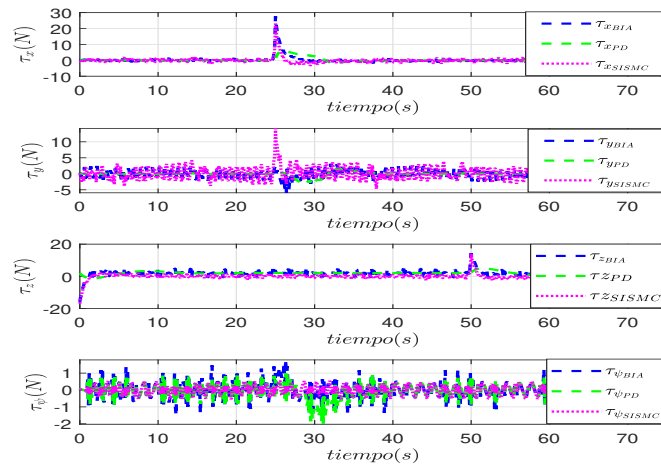 τx(N)
30
20
10
0
-10
0 10 20 30 40 50 60 70
tiempo(s)
τxBIA
τxPD
τxSISMC
τy(N)
10
5
0
-5
0 10 20 30 40 50 60 70
tiempo(s)
τyBIA
τyPD
τySISMC
τz(N)
20
0
-20
0 10 20 30 40 50 60 70
tiempo(s)
τzBIA
τzPD
τzSISMC
τψ(N)
1
0
-1
-2
0 10 20 30 40 50 60 70
tiempo(s)
τψBIA
τψPD
τψSISMC